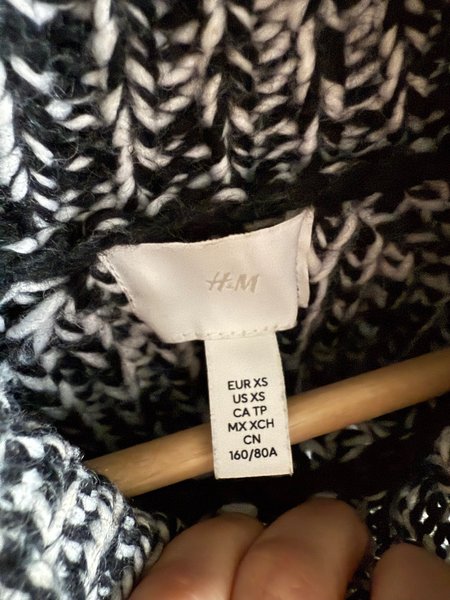 H&M
EUR XS
US XS
CA TP
MX XCH
CN
160/80A